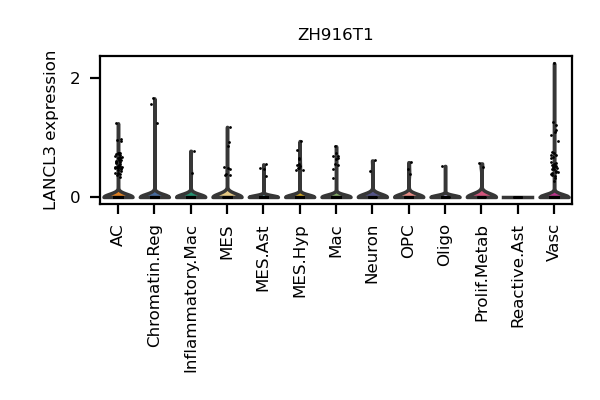 ZH916T1
LANCL3 expression
2
0
AC
Chromatin.Reg
Inflammatory.Mac
MES
MES.Ast
MES.Hyp
Mac
Neuron
OPC
Oligo
Prolif.Metab
Reactive.Ast
Vasc